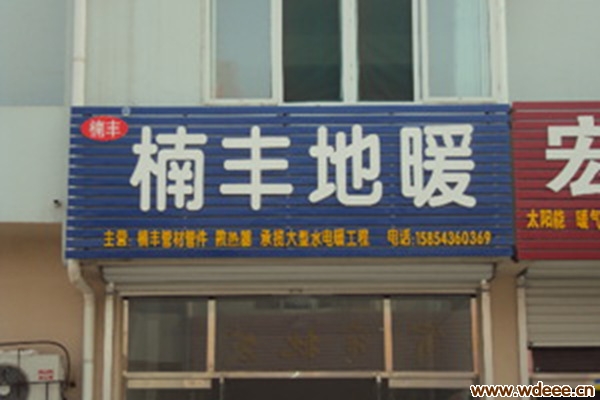 楠丰
楠丰地暖
主营：楠丰管材管件 散热器 承揽大型水电暖工程 电话：15854360369
宏
太阳能 暖气
www.wdeee.cn